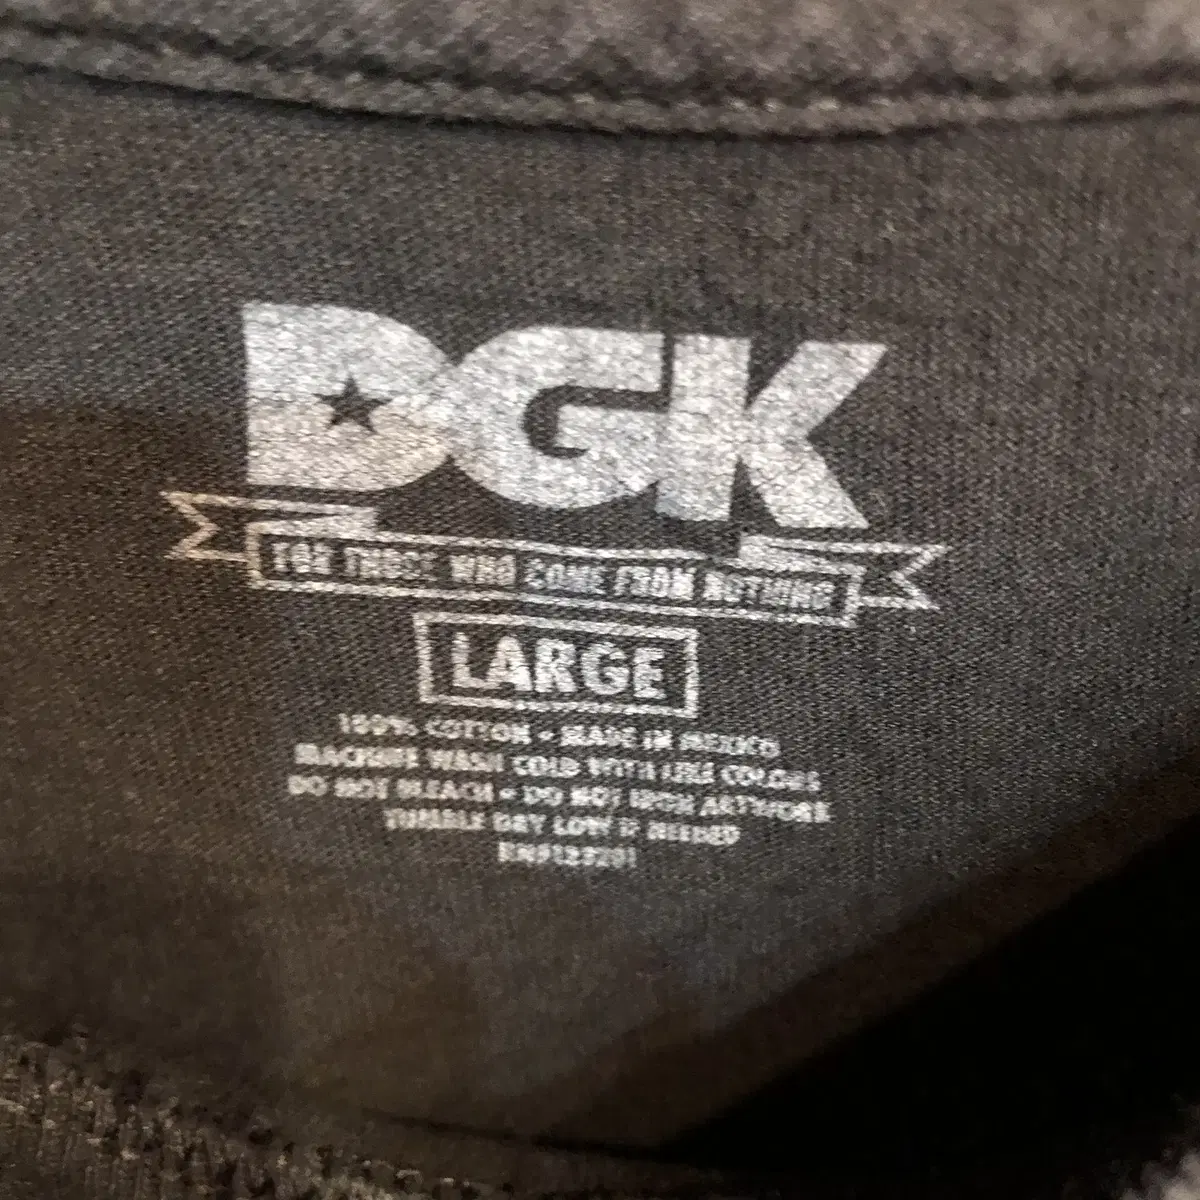 DGK
FOR THOSE WHO COME FROM NOTHING
LARGE
100% COTTON - MADE IN MEXICO
MACHINE WASH COLD WITH LIKE COLORS
DO NOT BLEACH - DO NOT IRON ARTWORK
TUMBLE DRY LOW IF NEEDED